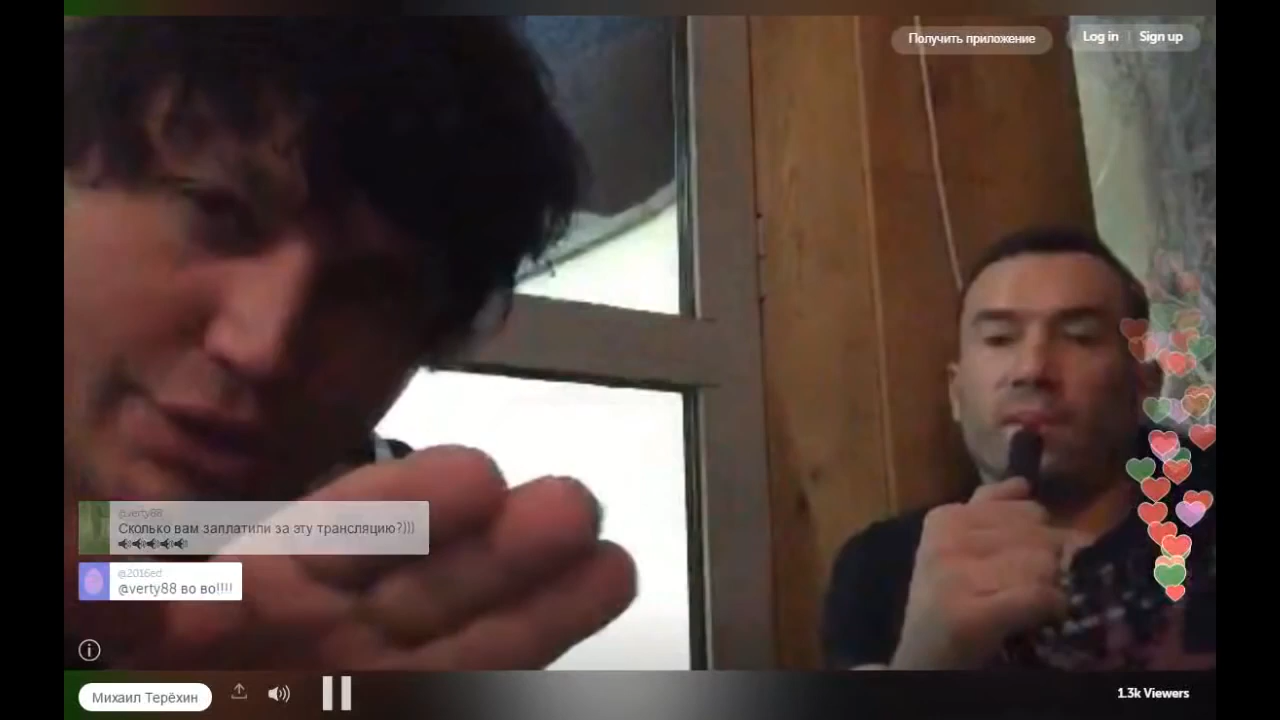 Получить приложение
Log in | Sign up
@verty88
Сколько вам заплатили за эту трансляцию?)))
@2016ed
@verty88 во во!!!!
Михаил Терёхин
1.3k Viewers